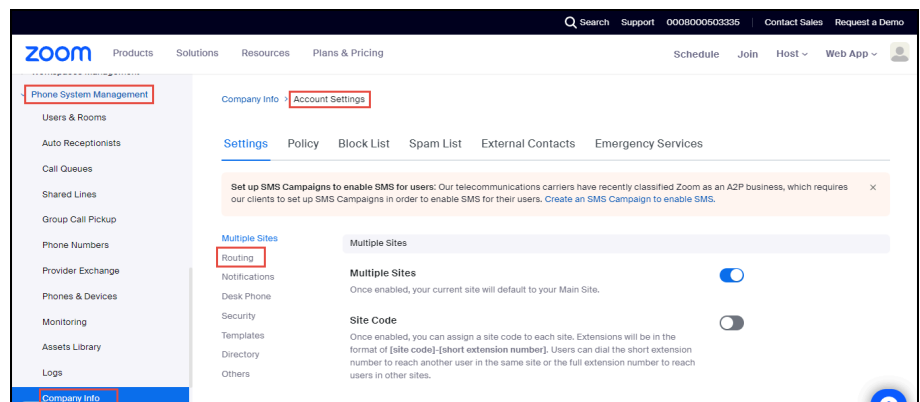 Search Support 0008000503335 Contact Sales Request a Demo
zoom Products Solutions Resources Plans & Pricing Schedule Join Host Web App
Workspaces Management
Phone System Management
Users & Rooms
Auto Receptionists
Call Queues
Shared Lines
Group Call Pickup
Phone Numbers
Provider Exchange
Phones & Devices
Monitoring
Assets Library
Logs
Company Info
Company Info > Account Settings
Settings Policy Block List Spam List External Contacts Emergency Services
Set up SMS Campaigns to enable SMS for users: Our telecommunications carriers have recently classified Zoom as an A2P business, which requires
our clients to set up SMS Campaigns in order to enable SMS for their users. Create an SMS Campaign to enable SMS.
Multiple Sites
Routing
Notifications
Desk Phone
Security
Templates
Directory
Others
Multiple Sites
Multiple Sites
Once enabled, your current site will default to your Main Site.
Site Code
Once enabled, you can assign a site code to each site. Extensions will be in the
format of [site code]-[short extension number]. Users can dial the short extension
number to reach another user in the same site or the full extension number to reach
users in other sites.